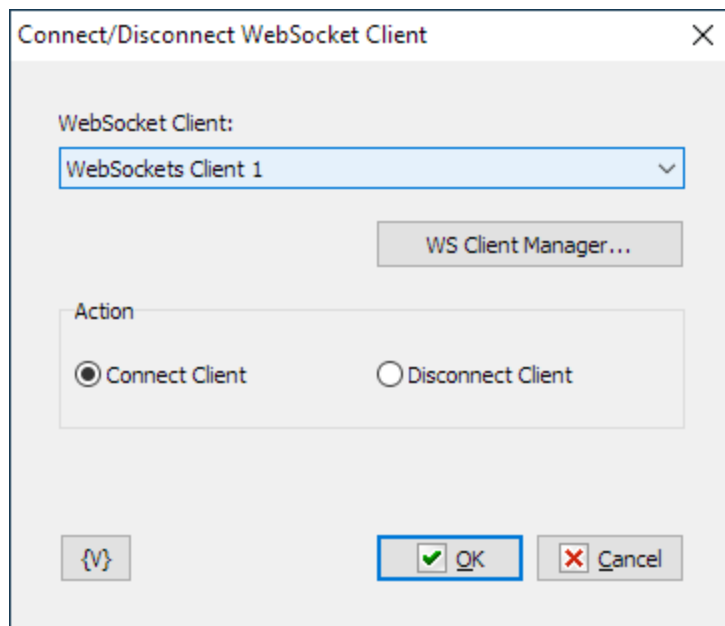 Connect/Disconnect WebSocket Client
WebSocket Client:
WebSockets Client 1
WS Client Manager...
Action
Connect Client
Disconnect Client
{V}
OK
Cancel